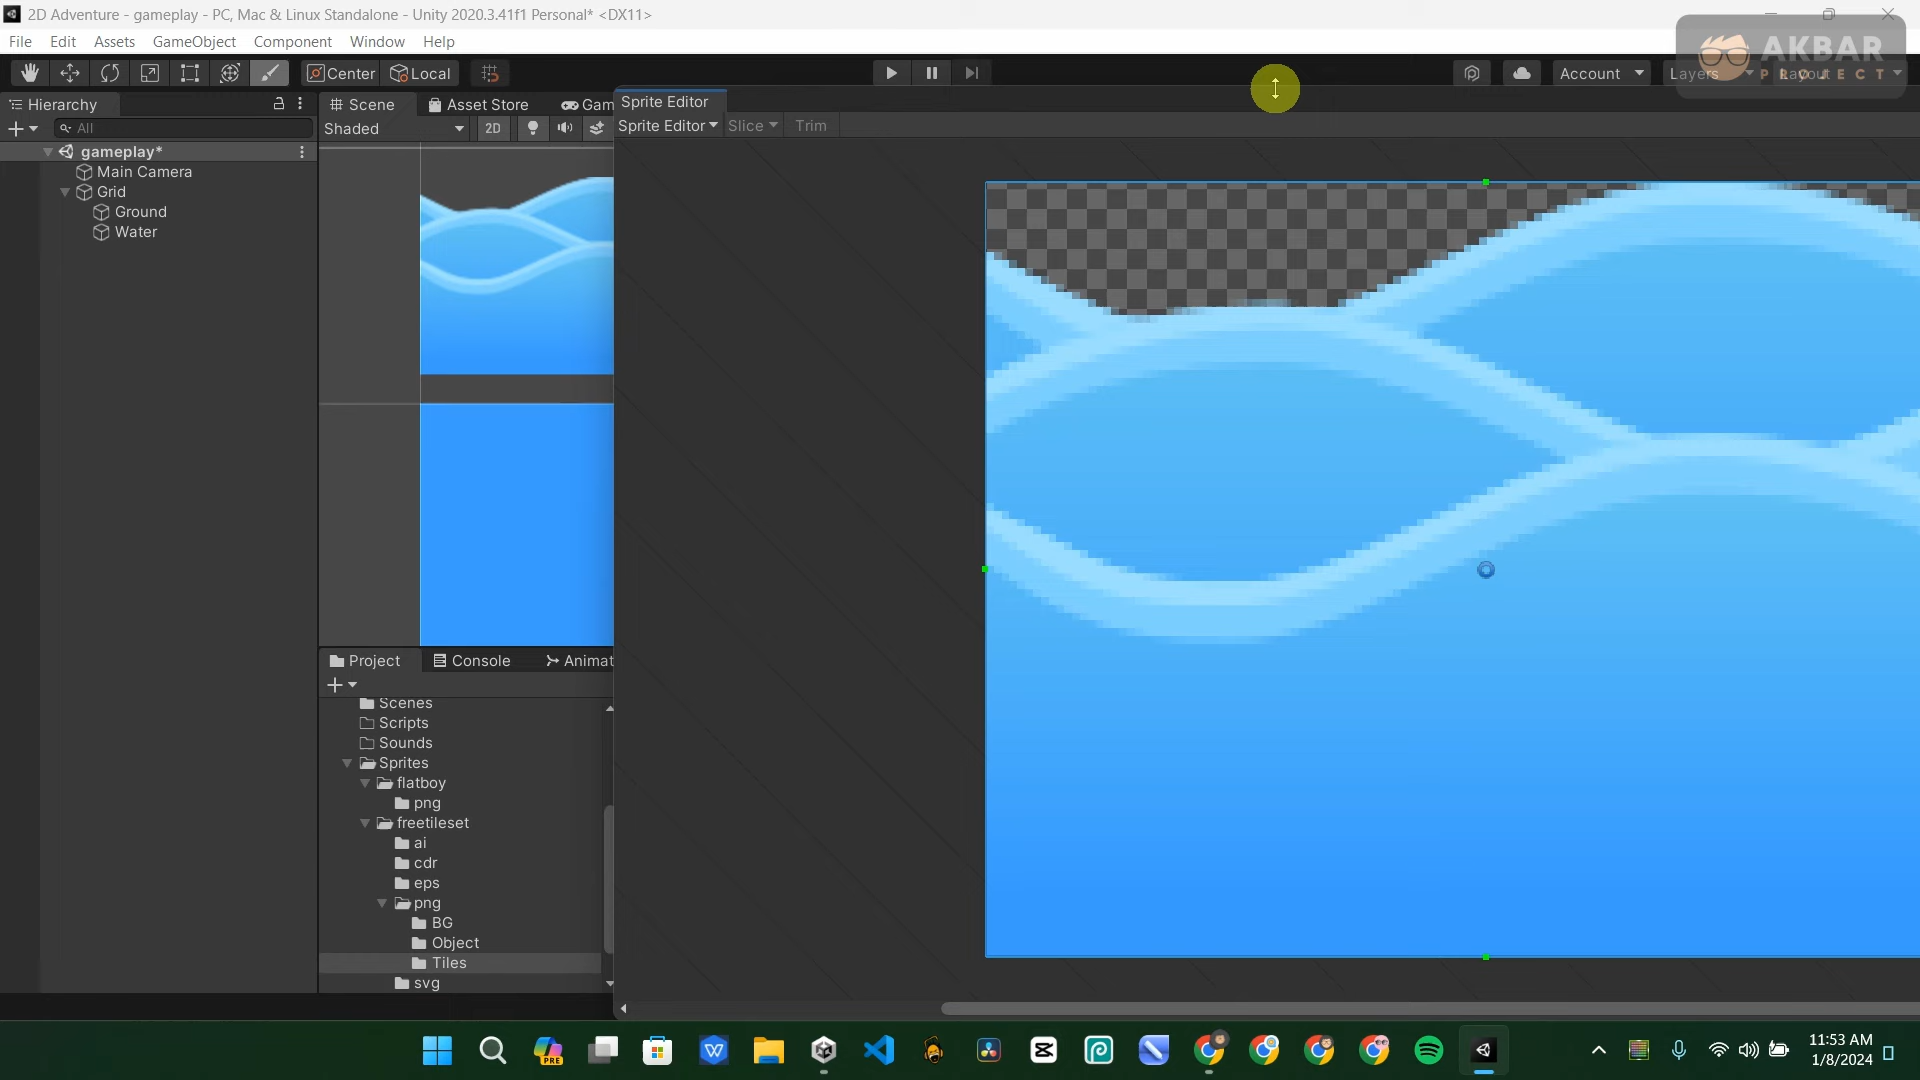 2D Adventure - gameplay - PC, Mac & Linux Standalone - Unity 2020.3.41f1 Personal* <DX11>
File Edit Assets GameObject Component Window Help
AKBAR
PROJECT
Center Local Account Layers Layout
Hierarchy Scene Asset Store Gam Sprite Editor
All Shaded 2D Sprite Editor Slice Trim
gameplay*
Main Camera
Grid
Ground
Water
Project Console Animat
Scenes
Scripts
Sounds
Sprites
flatboy
png
freetileset
ai
cdr
eps
png
BG
Object
Tiles
svg
PRE
11:53 AM
1/8/2024